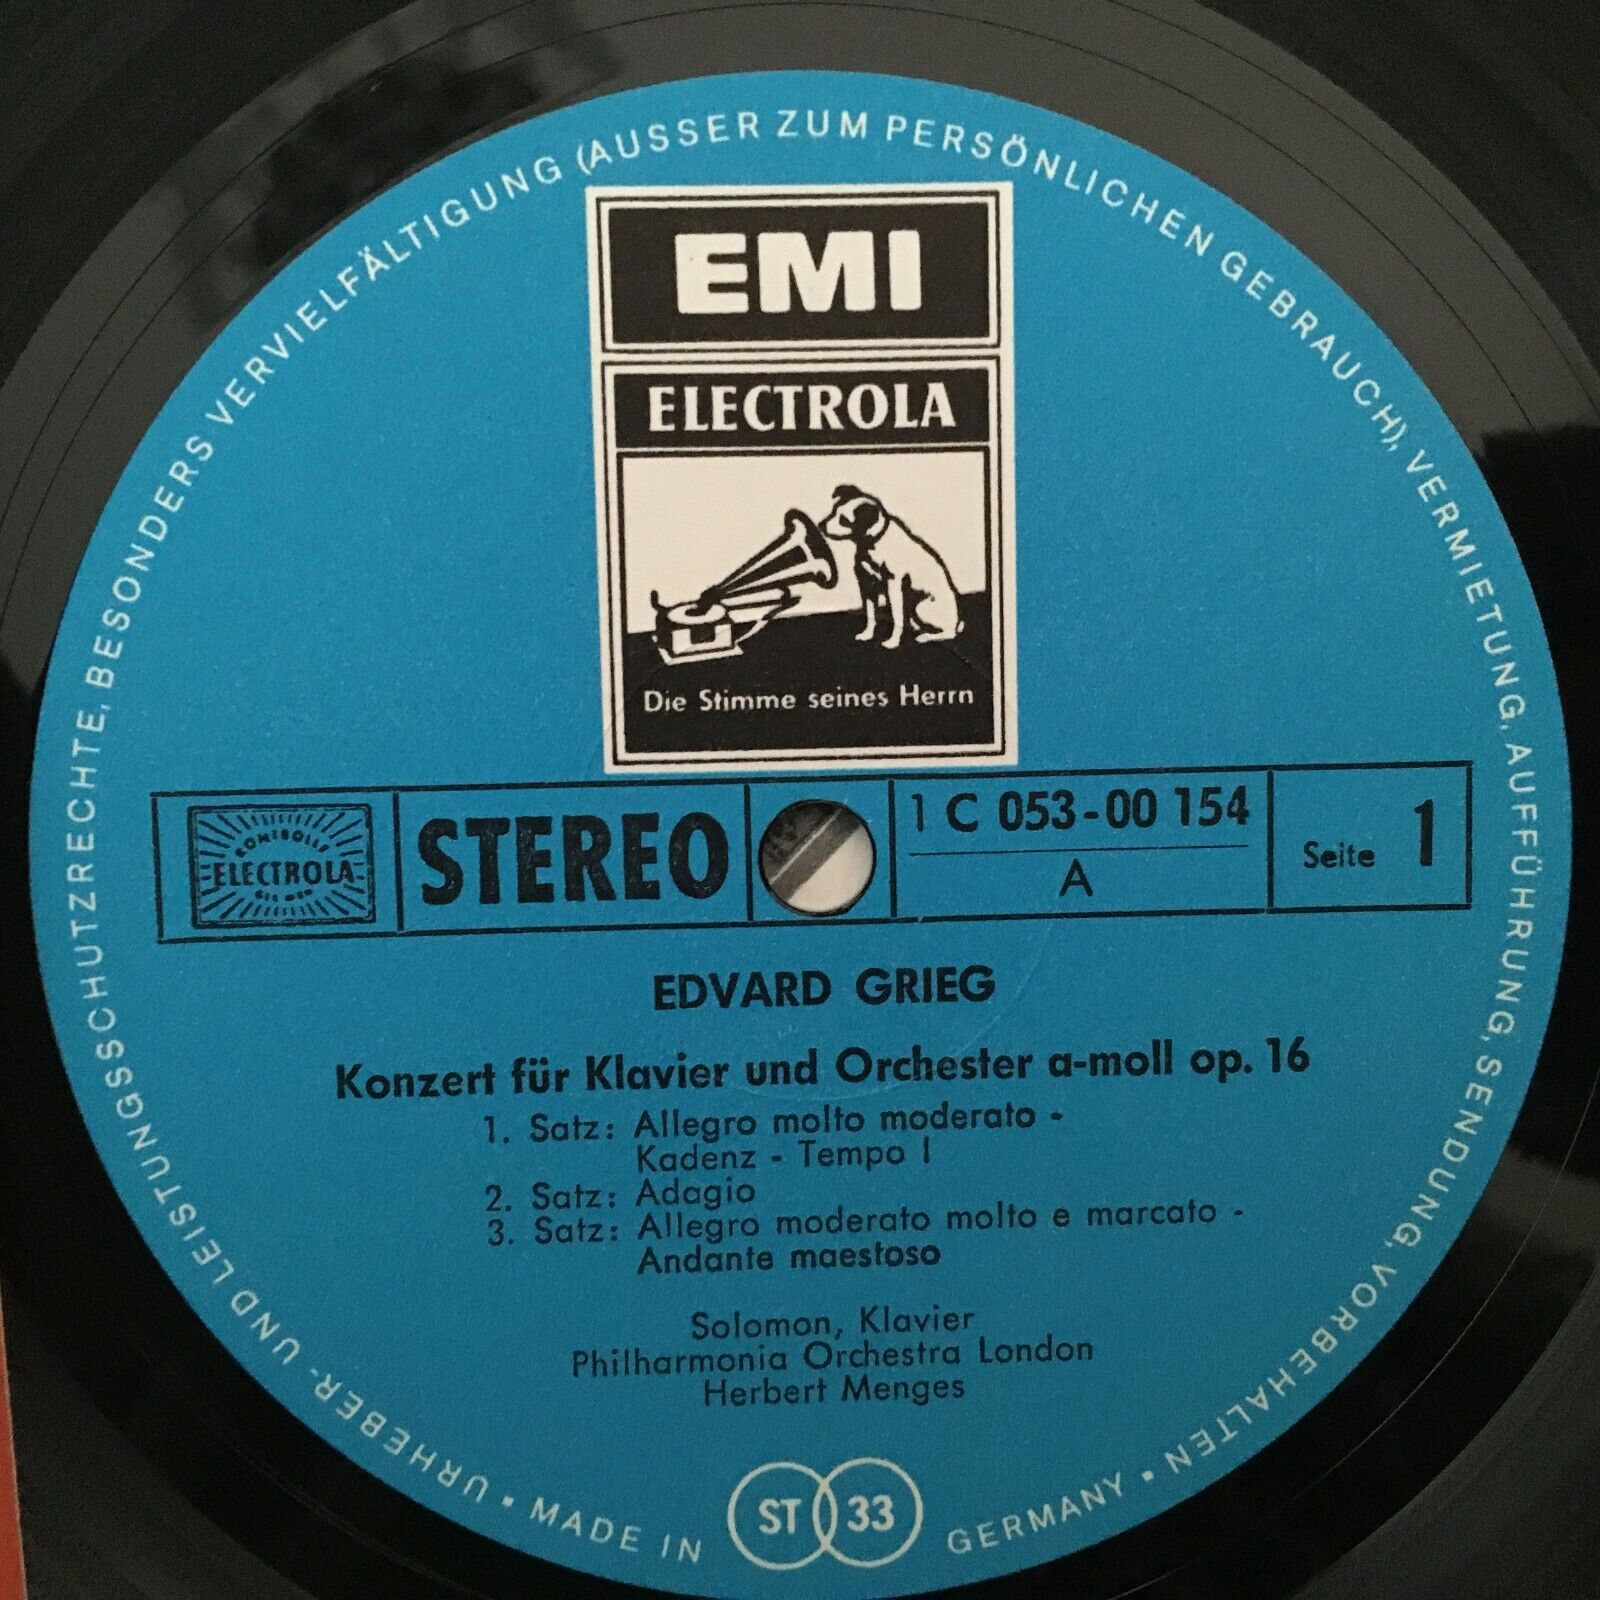 EMI
ELECTROLA
Die Stimme seines Herrn
ELECTROLA
STEREO
1 C 053-00 154
A
Seite 1
EDVARD GRIEG
Konzert für Klavier und Orchester a-moll op. 16
1. Satz: Allegro molto moderato -
Kadenz - Tempo I
2. Satz: Adagio
3. Satz: Allegro moderato molto e marcato -
Andante maestoso
Solomon, Klavier
Philharmonia Orchestra London
Herbert Menges
ST 33
URHEBER- UND LEISTUNGSSCHUTZRECHTE, BESONDERS VERVIELFÄLTIGUNG (AUSSER ZUM PERSÖNLICHEN GEBRAUCH), VERMIETUNG, AUFFÜHRUNG, SENDUNG, VORBEHALTEN •
• MADE IN GERMANY